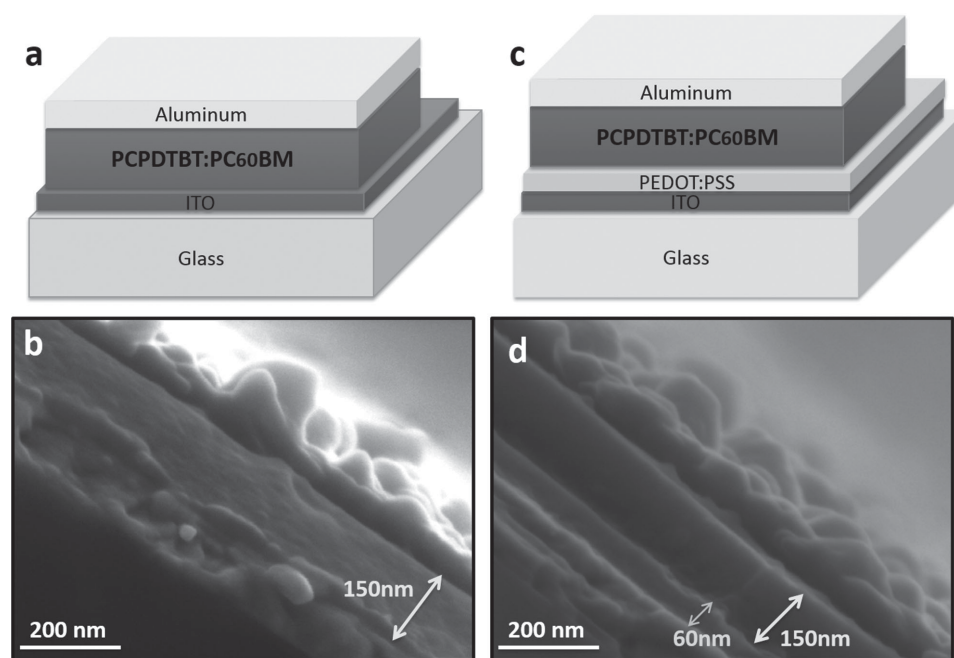 a
Aluminum
PCPDTBT:PC60BM
ITO
Glass
c
Aluminum
PCPDTBT:PC60BM
PEDOT:PSS
ITO
Glass
b
150nm
200 nm
d
60nm
150nm
200 nm